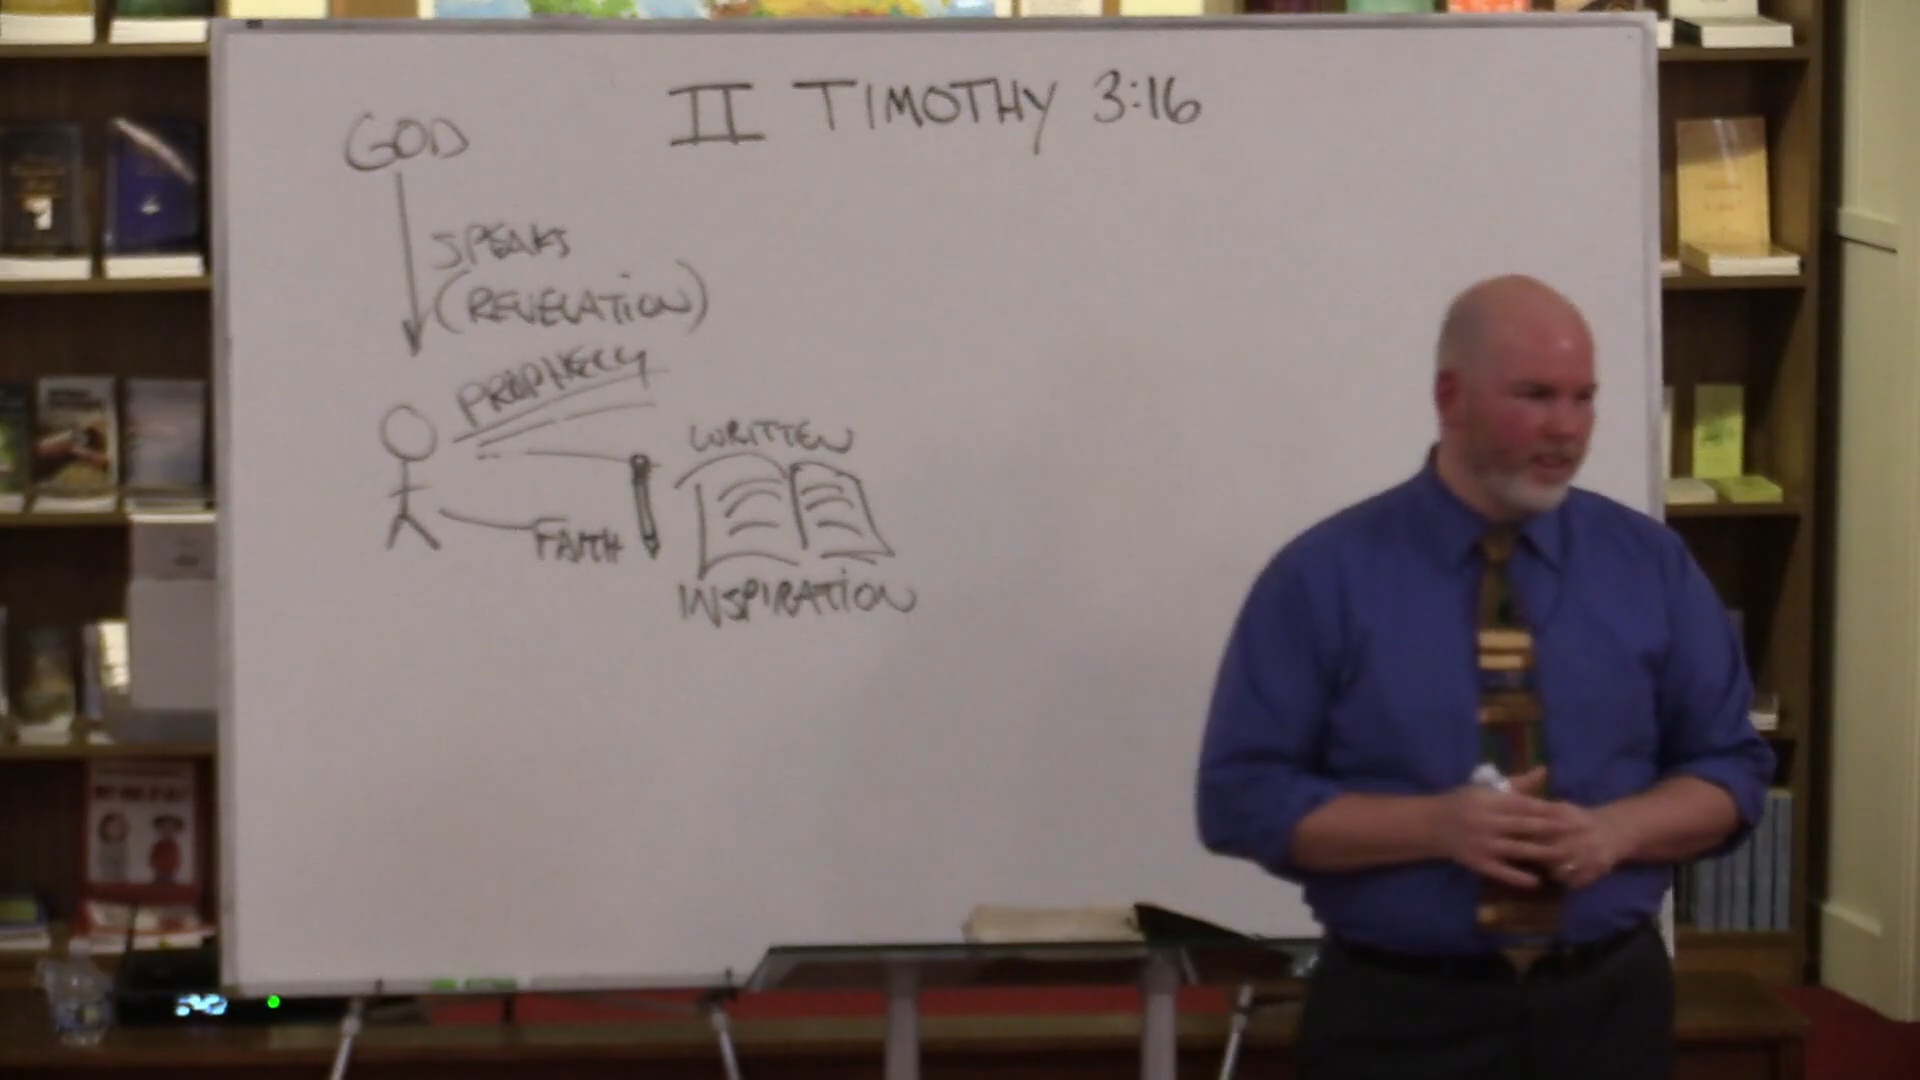 II TIMOTHY 3:16
GOD
SPEAKS
(REVELATION)
PROPHECY
WRITTEN
FAITH
INSPIRATION